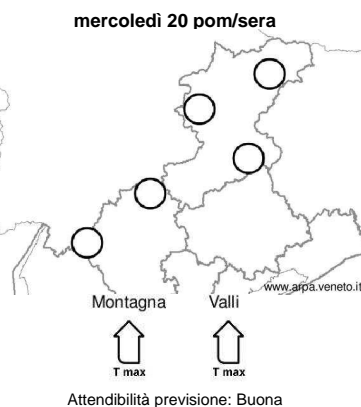 mercoledì 20 pom/sera
www.arpa.veneto.it
Montagna Valli
T max T max
Attendibilità previsione: Buona